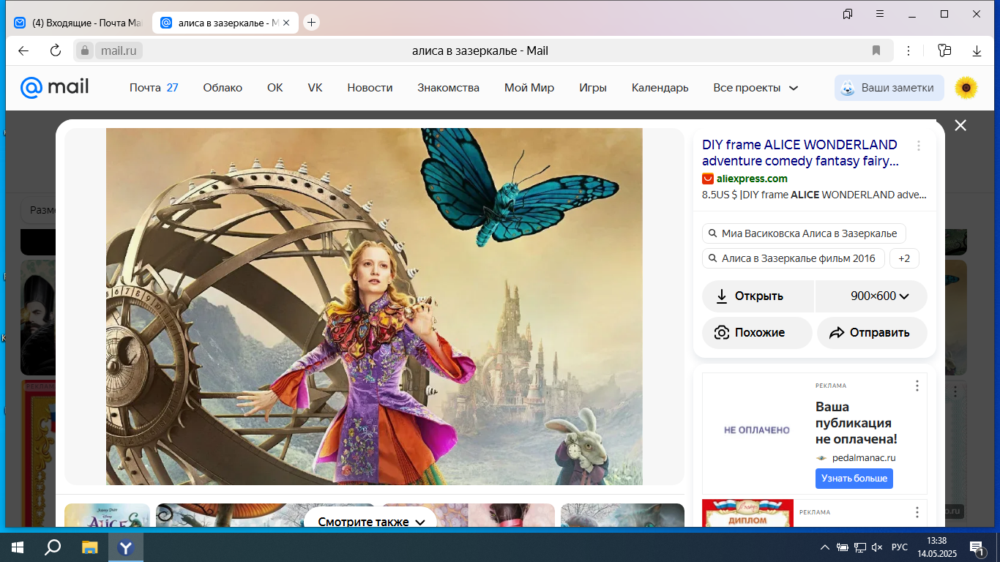 (4) Входящие - Почта Mai
алиса в зазеркалье - M
mail.ru
алиса в зазеркалье - Mail
mail
Почта 27
Облако
ОК
VK
Новости
Знакомства
Мой Мир
Игры
Календарь
Все проекты
Ваши заметки
Разме
DIY frame ALICE WONDERLAND
adventure comedy fantasy fairy...
aliexpress.com
8.5US $ |DIY frame ALICE WONDERLAND adve...
Миа Васиковска Алиса в Зазеркалье
Алиса в Зазеркалье фильм 2016
+2
Открыть
900×600
Похожие
Отправить
РЕКЛАМА
НЕ ОПЛАЧЕНО
Ваша
публикация
не оплачена!
pedalmanac.ru
Узнать больше
РЕКЛАМА
ДИПЛОМ
РЕКЛАМА
Смотрите также
ALICE
РУС
13:38
14.05.2025
1